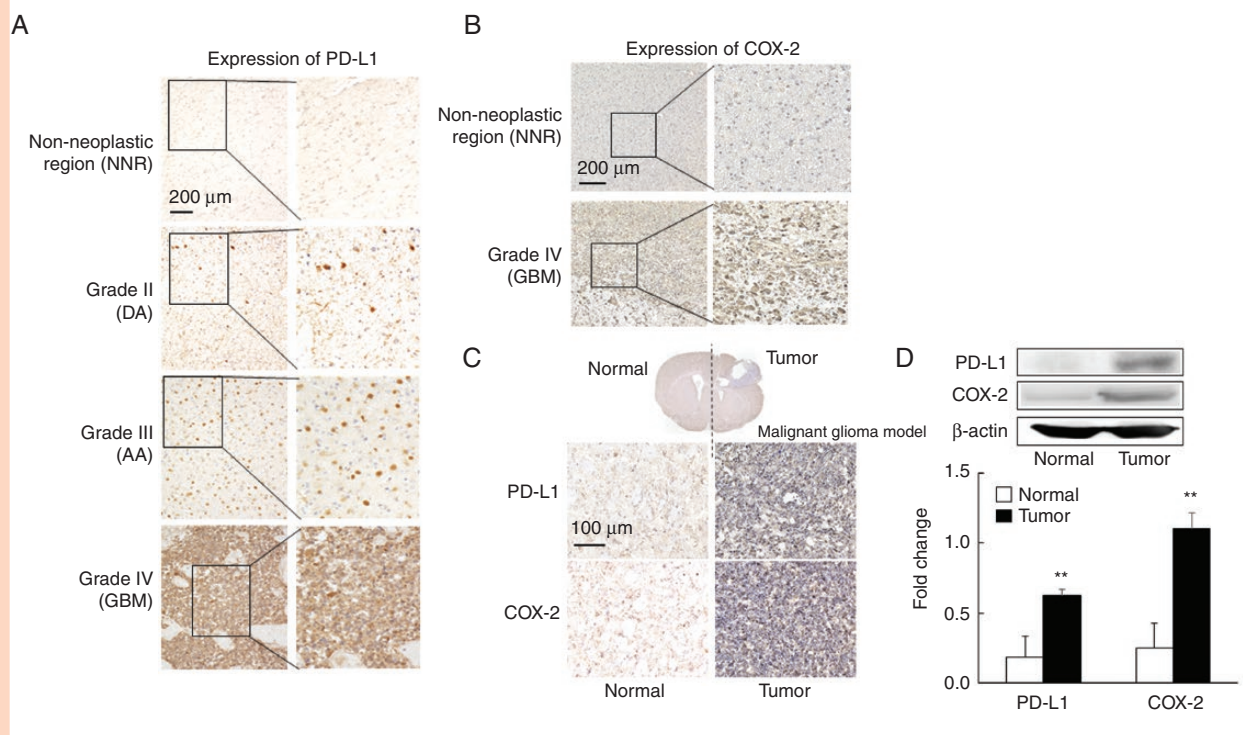 A
Expression of PD-L1
Non-neoplastic
region (NNR)
200 μm
Grade II
(DA)
Grade III
(AA)
Grade IV
(GBM)
B
Expression of COX-2
Non-neoplastic
region (NNR)
200 μm
Grade IV
(GBM)
C
Normal
Tumor
Malignant glioma model
PD-L1
100 μm
COX-2
Normal
Tumor
D
PD-L1
COX-2
β-actin
Normal
Tumor
1.5
1.0
0.5
0.0
Fold change
Normal
Tumor
**
**
PD-L1
COX-2